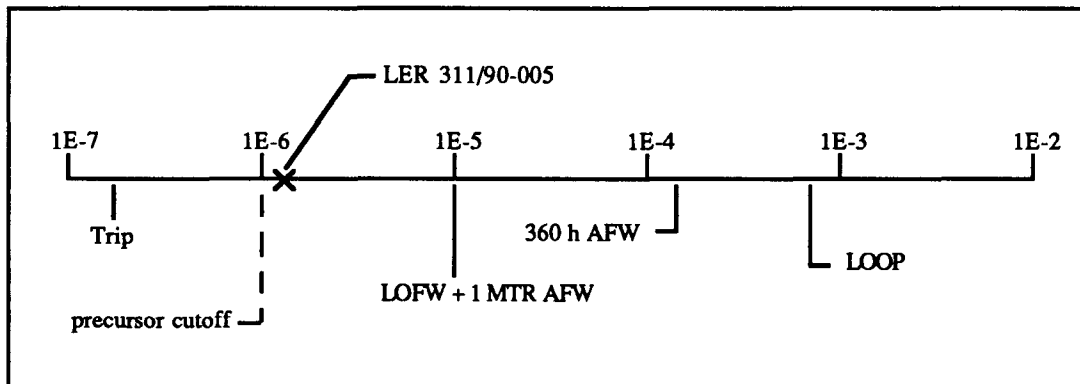 LER 311/90-005
1E-7 1E-6 1E-5 1E-4 1E-3 1E-2
Trip
360 h AFW
LOOP
LOFW + 1 MTR AFW
precursor cutoff